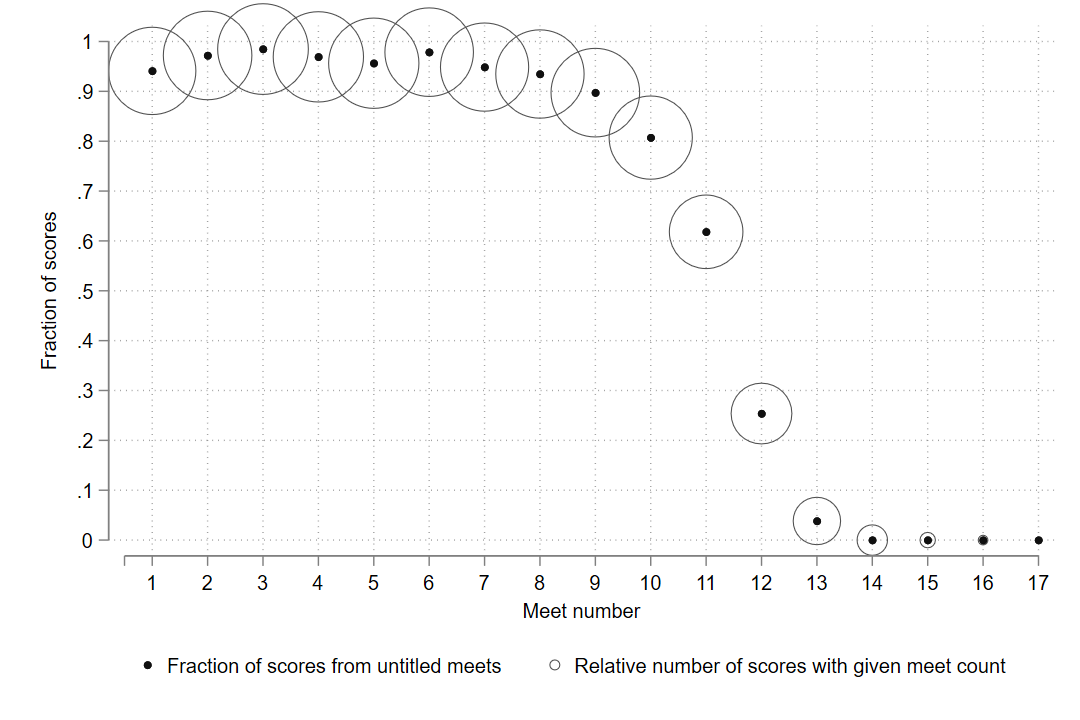 1
.9
.8
.7
.6
.5
.4
.3
.2
.1
0
Fraction of scores
1 2 3 4 5 6 7 8 9 10 11 12 13 14 15 16 17
Meet number
Fraction of scores from untitled meets
Relative number of scores with given meet count